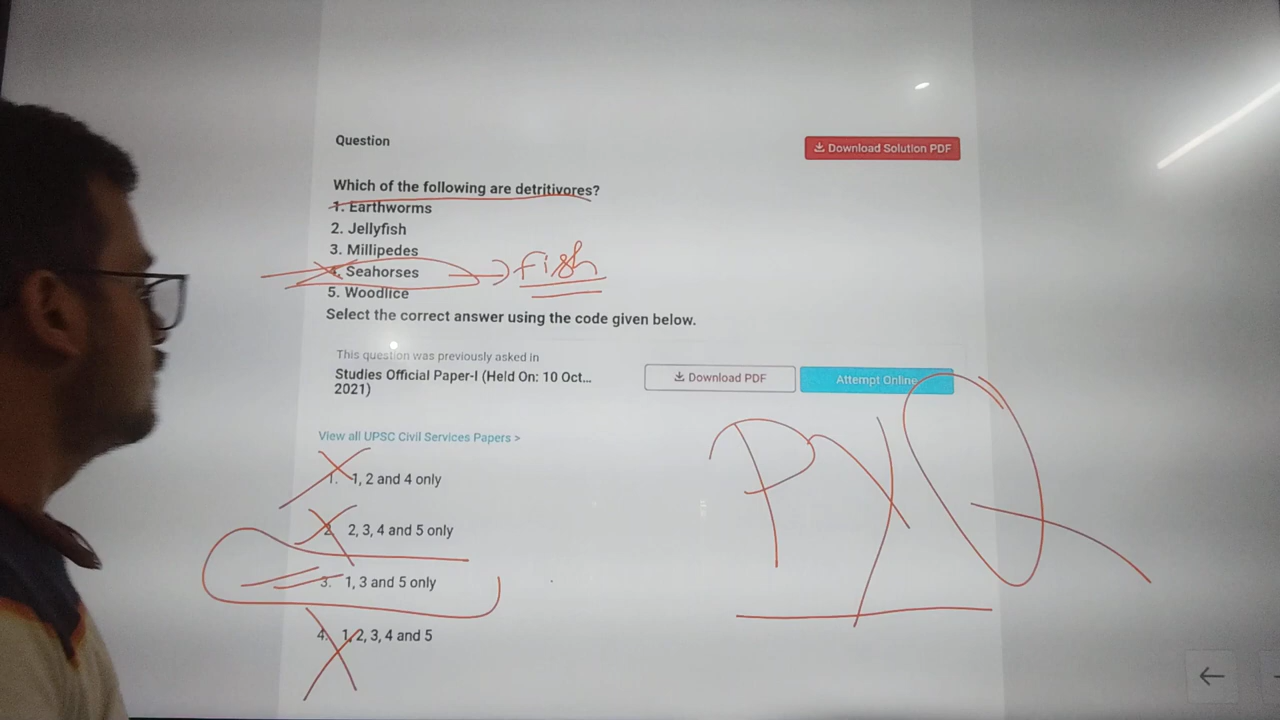 Question
Download Solution PDF
Which of the following are detritivores?
1. Earthworms
2. Jellyfish
3. Millipedes
4. Seahorses → fish
5. Woodlice
Select the correct answer using the code given below.
This question was previously asked in
Studies Official Paper-I (Held On: 10 Oct... 2021)
Download PDF
Attempt Online
View all UPSC Civil Services Papers >
PYQ
1. 1, 2 and 4 only
2. 2, 3, 4 and 5 only
3. 1, 3 and 5 only
4. 1, 2, 3, 4 and 5